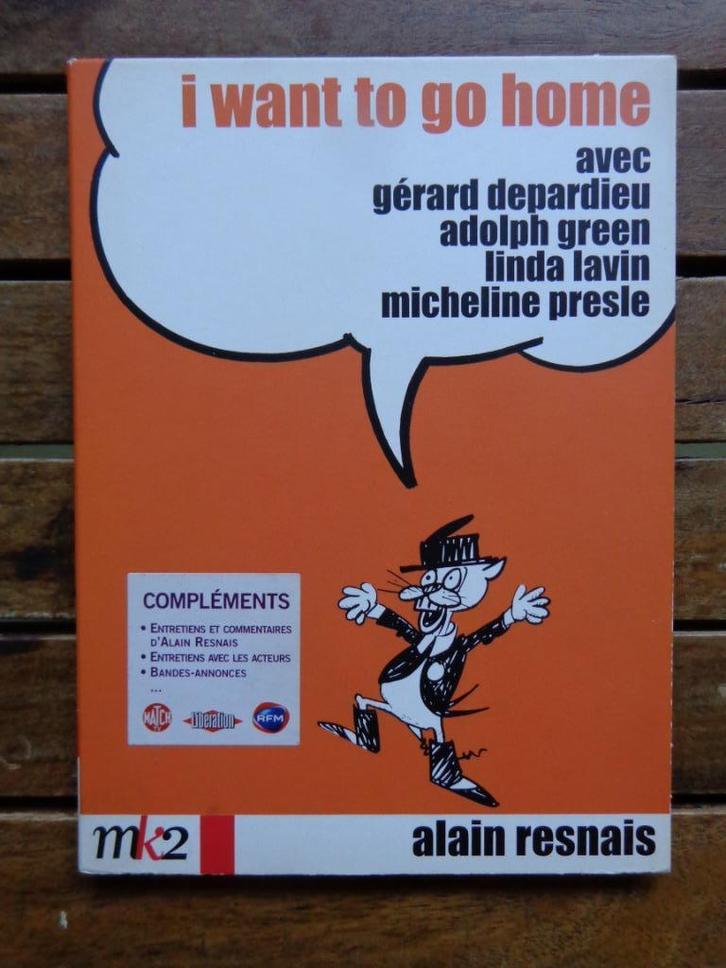 i want to go home
avec
gérard depardieu
adolph green
linda lavin
micheline presle
COMPLÉMENTS
• ENTRETIENS ET COMMENTAIRES
D'ALAIN RESNAIS
• ENTRETIENS AVEC LES ACTEURS
• BANDES-ANNONCES
...
MATCH
Libération
RFM
mk2
alain resnais